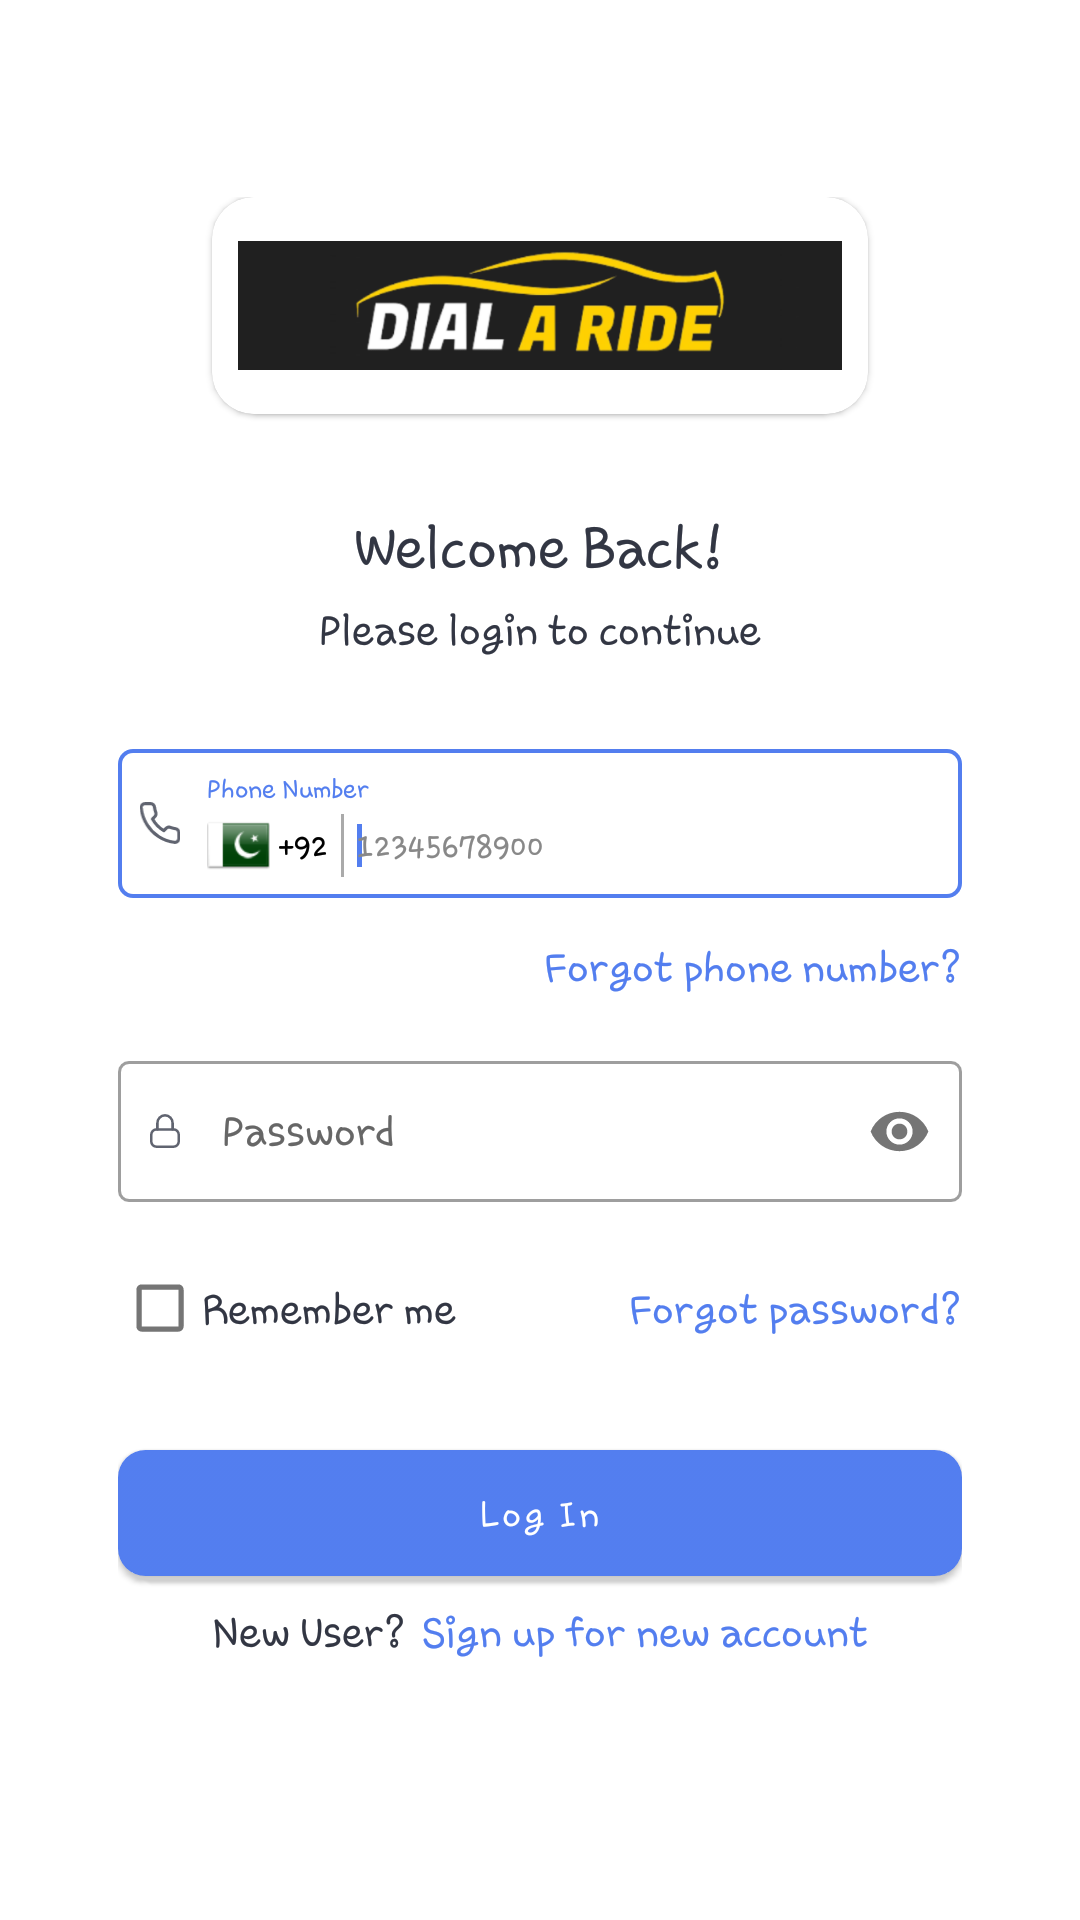 DIAL A RIDE
Welcome Back!
Please login to continue
Phone Number
+92 12345678900
Forgot phone number?
Password
Remember me Forgot password?
Log In
New User? Sign up for new account